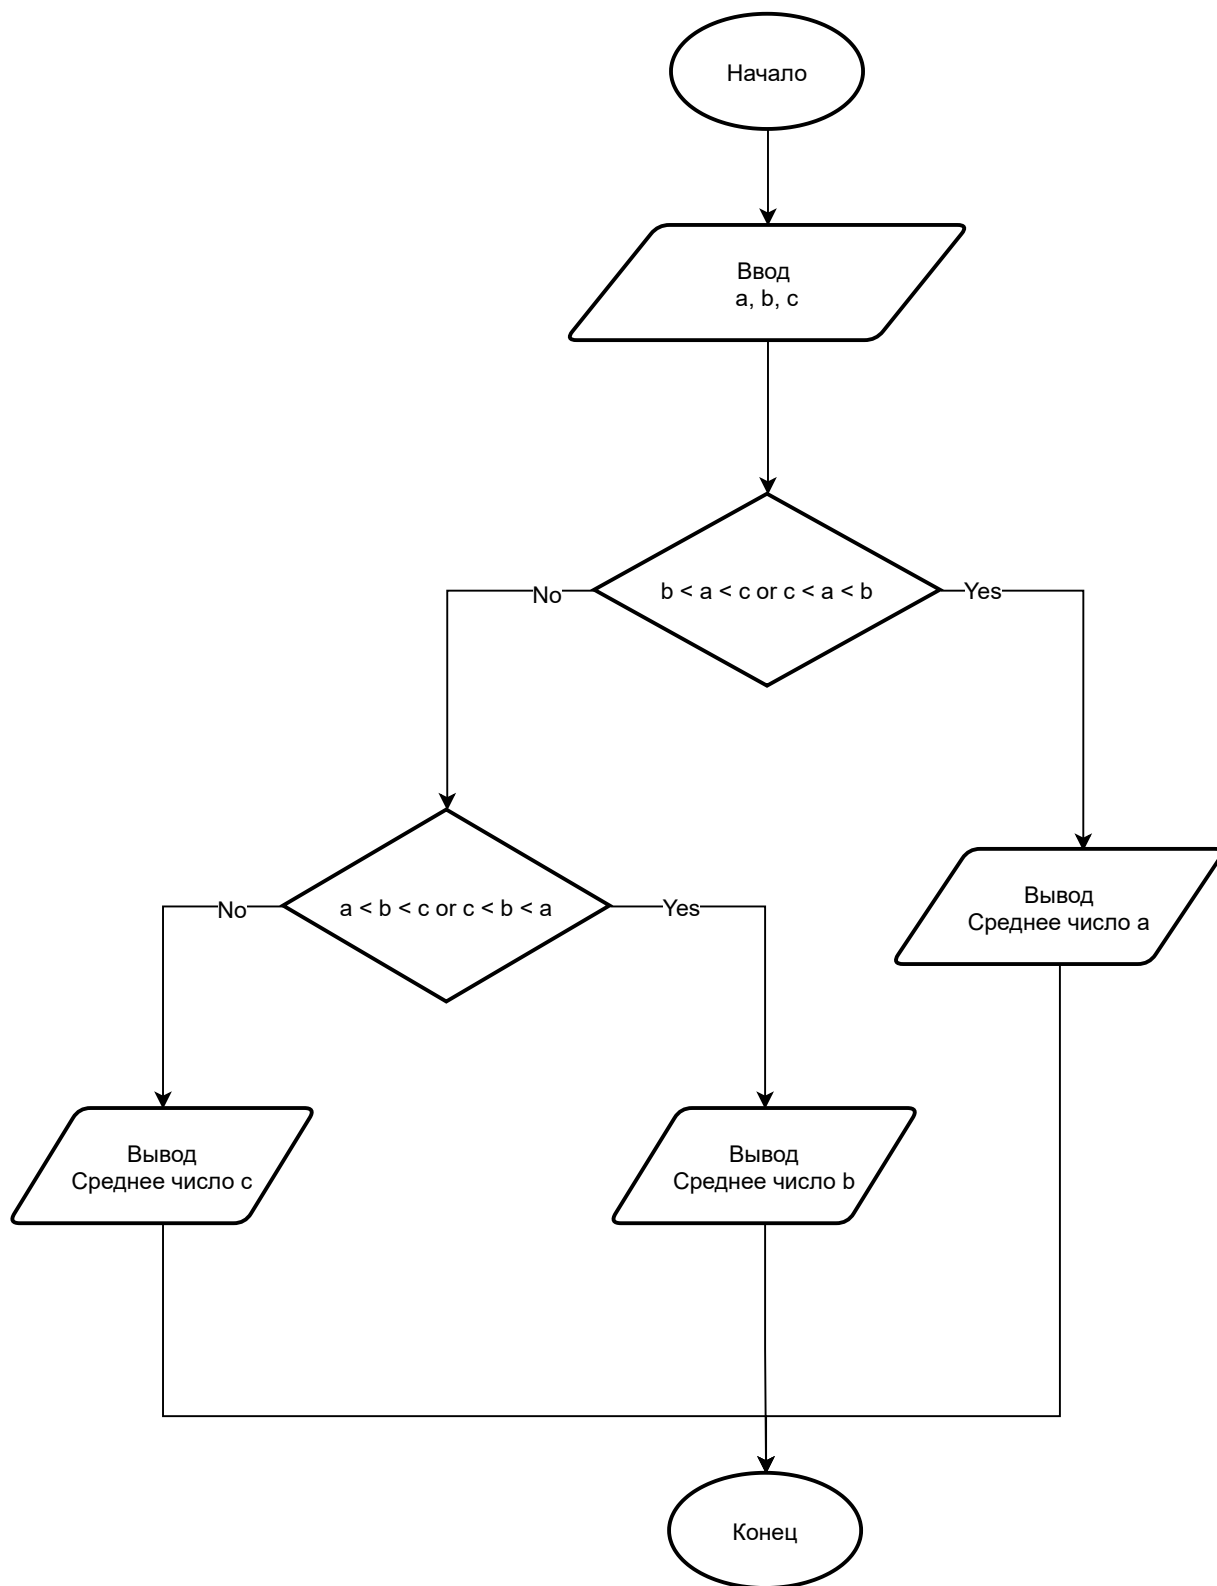 Начало
Ввод
a, b, c
b < a < c or c < a < b
No
Yes
a < b < c or c < b < a
No
Yes
Вывод
Среднее число a
Вывод
Среднее число c
Вывод
Среднее число b
Конец